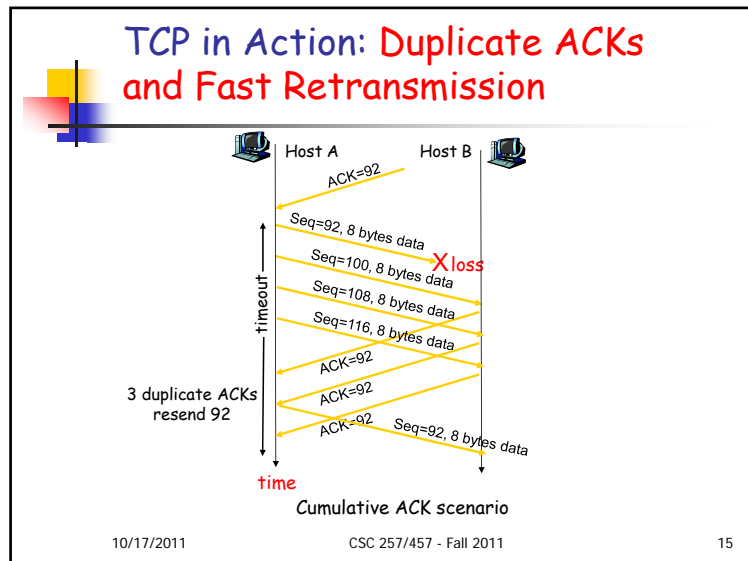 TCP in Action: Duplicate ACKs
and Fast Retransmission
Host A
Host B
ACK=92
Seq=92, 8 bytes data
X loss
Seq=100, 8 bytes data
timeout
Seq=108, 8 bytes data
Seq=116, 8 bytes data
ACK=92
3 duplicate ACKs
resend 92
ACK=92
ACK=92
Seq=92, 8 bytes data
time
Cumulative ACK scenario
10/17/2011
CSC 257/457 - Fall 2011
15